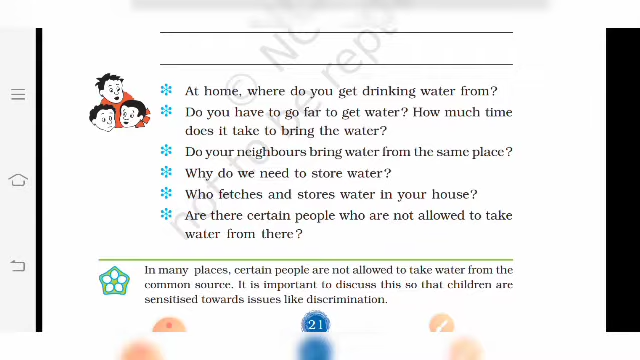 * At home, where do you get drinking water from?
* Do you have to go far to get water? How much time
does it take to bring the water?
* Do your neighbours bring water from the same place?
* Why do we need to store water?
* Who fetches and stores water in your house?
* Are there certain people who are not allowed to take
water from there?
In many places, certain people are not allowed to take water from the
common source. It is important to discuss this so that children are
sensitised towards issues like discrimination.
21
© NC
not to be rep